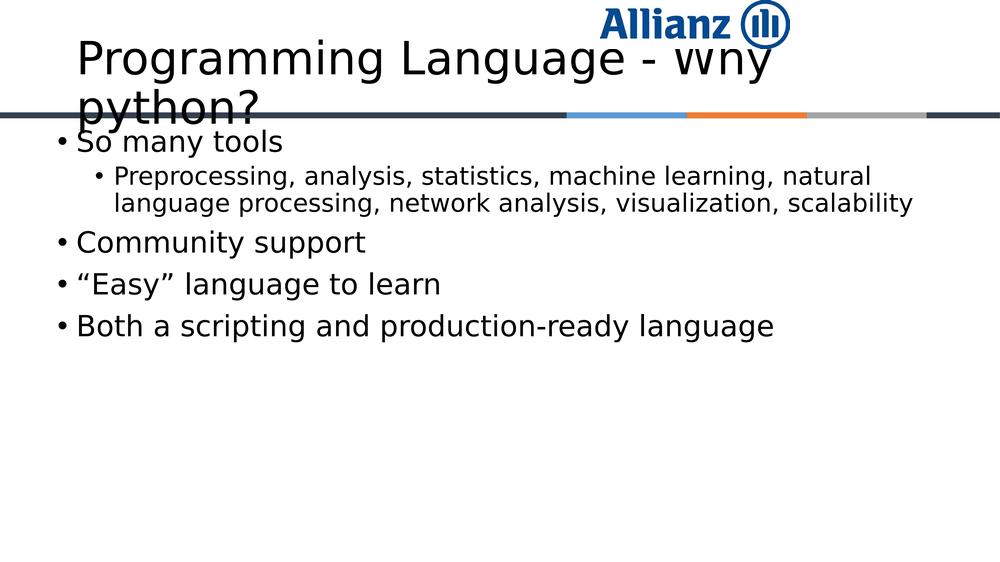 Allianz
Programming Language - Why
python?
• So many tools
• Preprocessing, analysis, statistics, machine learning, natural
language processing, network analysis, visualization, scalability
• Community support
• “Easy” language to learn
• Both a scripting and production-ready language